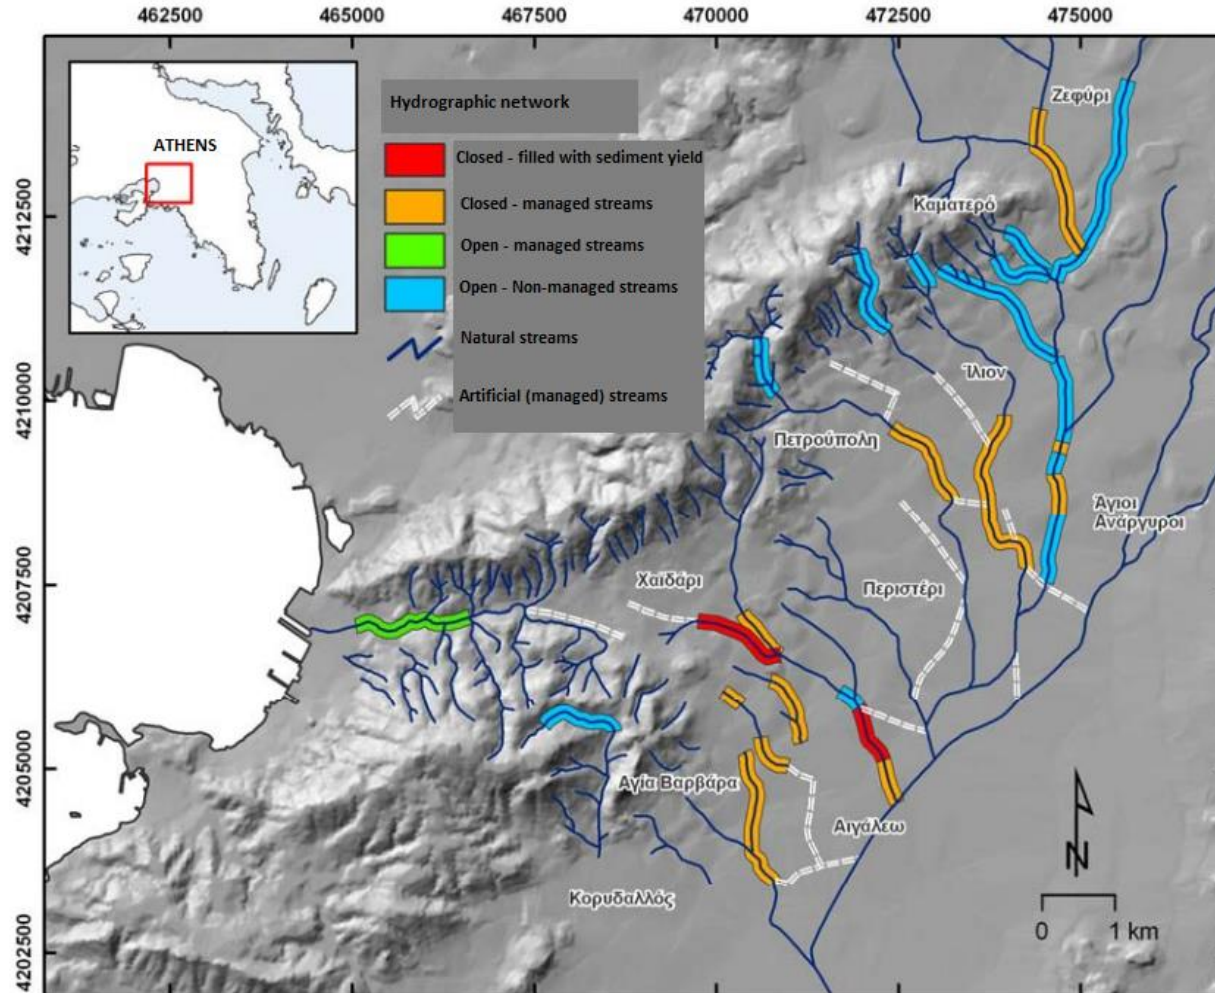 462500 465000 467500 470000 472500 475000
ATHENS
Hydrographic network
Closed - filled with sediment yield
Closed - managed streams
Open - managed streams
Open - Non-managed streams
Natural streams
Artificial (managed) streams
Ζεφύρι
Καματερό
Ίλιον
Πετρούπολη
Άγιοι
Ανάργυροι
Χαϊδάρι
Περιστέρι
Αγία Βαρβάρα
Αιγάλεω
Κορυδαλλός
N
0 1 km
4212500
4210000
4207500
4205000
4202500